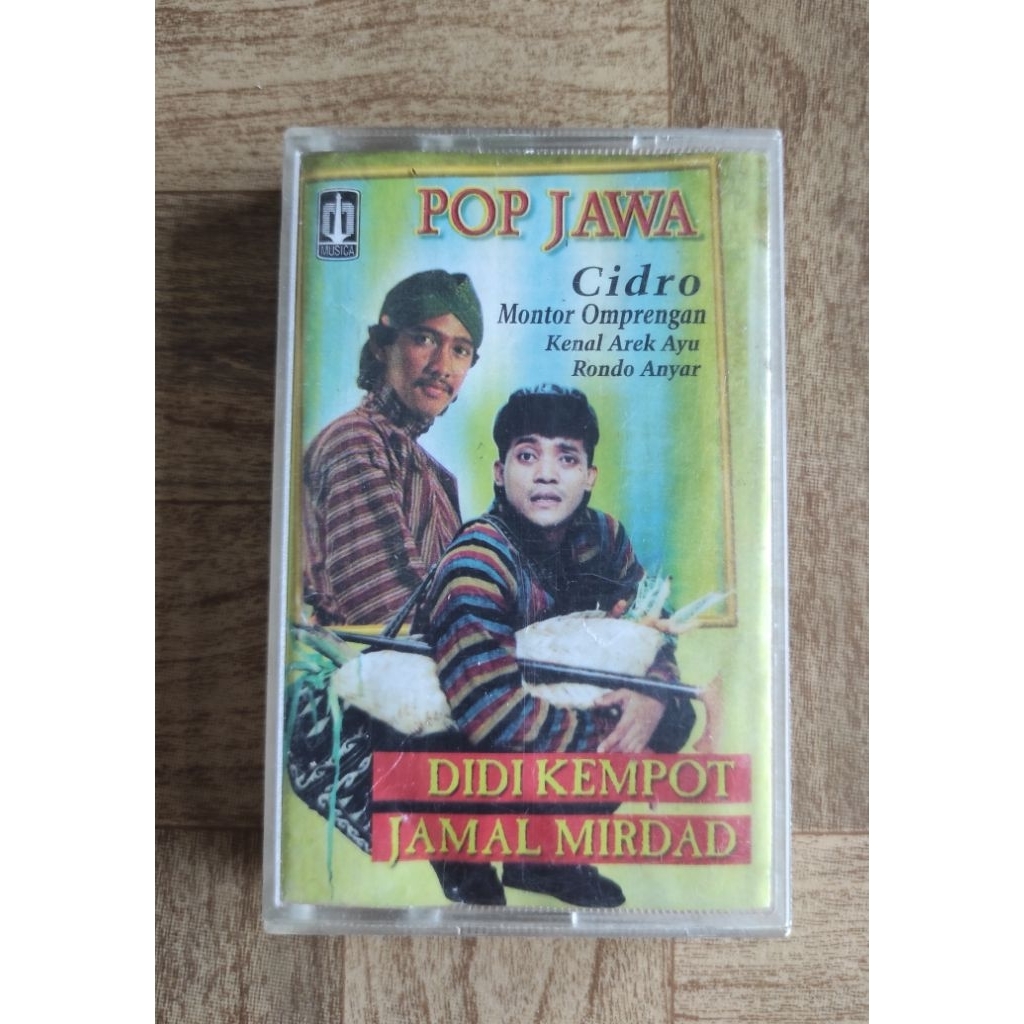 POP JAWA
MUSICA
Cidro
Montor Omprengan
Kenal Arek Ayu
Rondo Anyar
DIDI KEMPOT
JAMAL MIRDAD